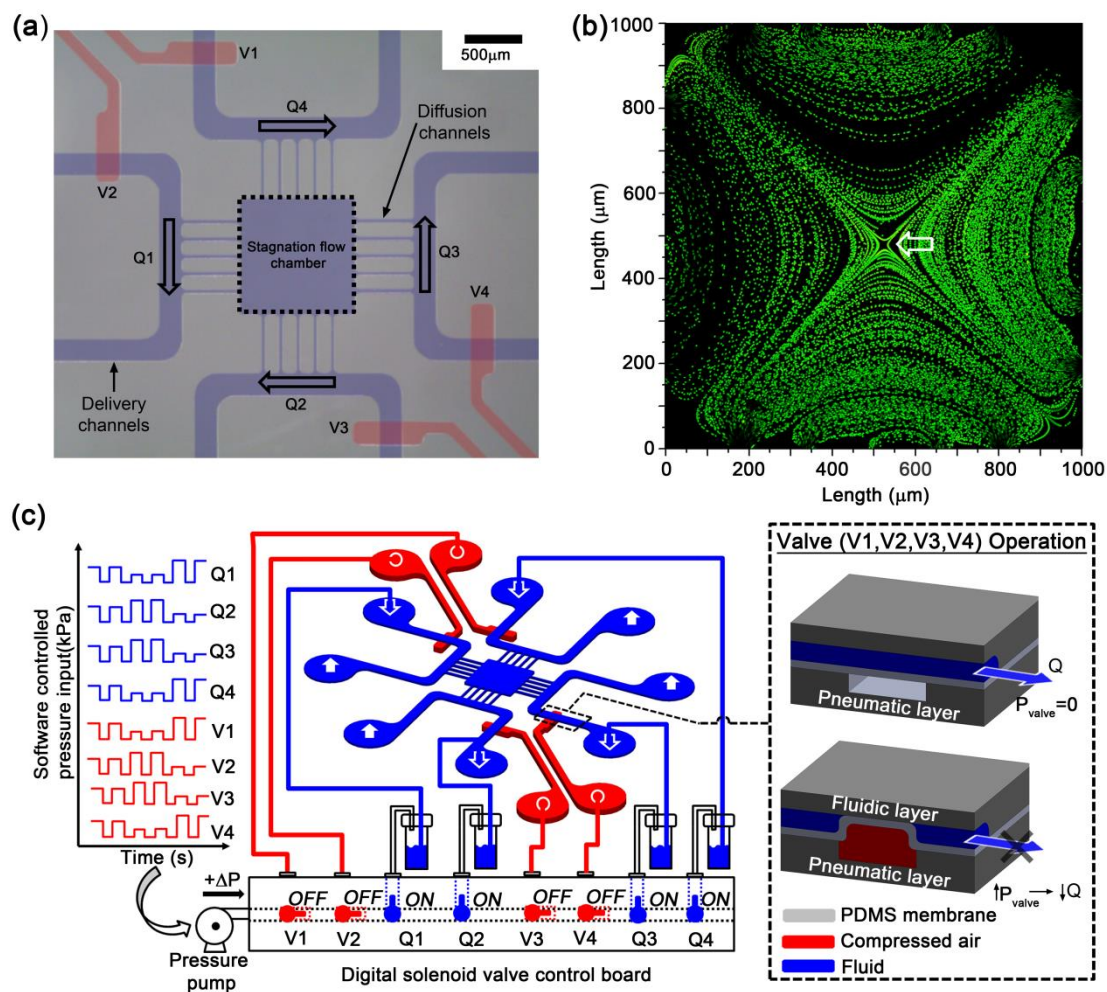 (a)
V1
500μm
Q4
Diffusion
channels
V2
Stagnation flow
chamber
Q1
Q3
V4
Delivery
channels
Q2
V3
(b)
1000
800
600
400
200
0
Length (μm)
0
400
600
800
1000
Length (μm)
(c)
Software controlled
pressure input(kPa)
Q1
Q2
Q3
Q4
V1
V2
V3
V4
Time (s)
+ΔP
Pressure
pump
OFF
OFF
ON
ON
OFF
OFF
ON
ON
V1
V2
Q1
Q2
V3
V4
Q3
Q4
Digital solenoid valve control board
Valve (V1,V2,V3,V4) Operation
Q
Pneumatic layer
Pvalve=0
Fluidic layer
Pneumatic layer
↑Pvalve → ↓Q
PDMS membrane
Compressed air
Fluid